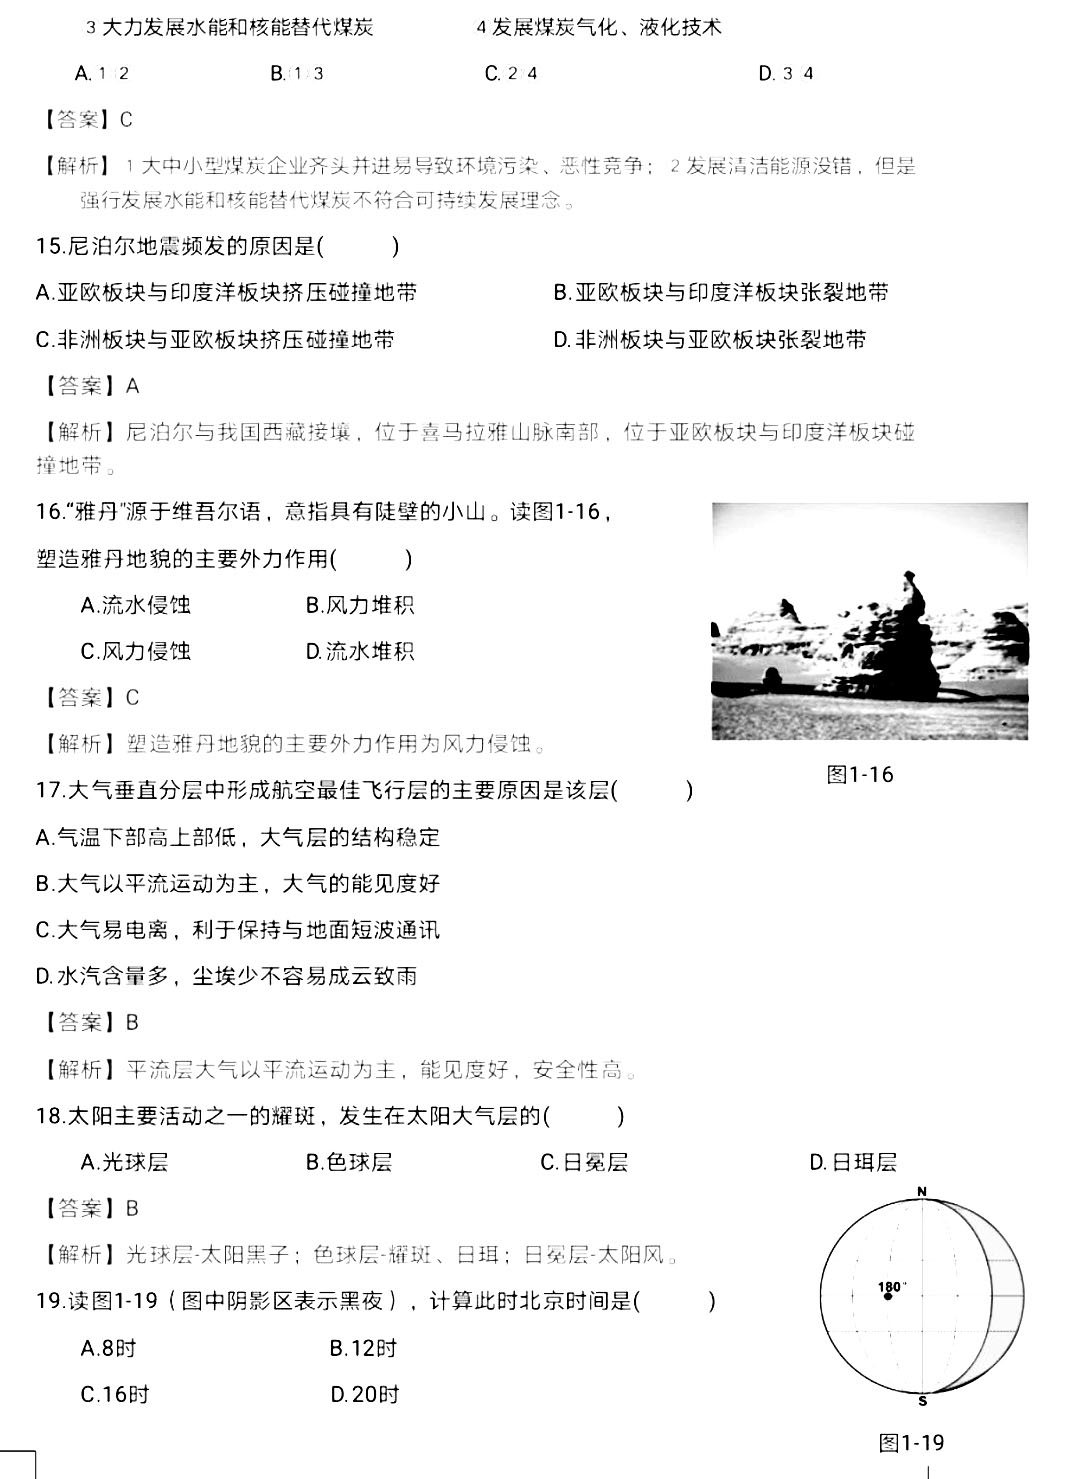 3 大力发展水能和核能替代煤炭 4 发展煤炭气化、液化技术
A. 1 2 B. 1 3 C. 2 4 D. 3 4
【答案】C
【解析】 1 大中小型煤炭企业齐头并进易导致环境污染、恶性竞争； 2 发展清洁能源没错，但是
强行发展水能和核能替代煤炭不符合可持续发展理念。
15.尼泊尔地震频发的原因是( )
A.亚欧板块与印度洋板块挤压碰撞地带 B.亚欧板块与印度洋板块张裂地带
C.非洲板块与亚欧板块挤压碰撞地带 D.非洲板块与亚欧板块张裂地带
【答案】A
【解析】尼泊尔与我国西藏接壤，位于喜马拉雅山脉南部，位于亚欧板块与印度洋板块碰
撞地带。
16.“雅丹”源于维吾尔语，意指具有陡壁的小山。读图1-16，
塑造雅丹地貌的主要外力作用( )
A.流水侵蚀 B.风力堆积
C.风力侵蚀 D.流水堆积
【答案】C
【解析】塑造雅丹地貌的主要外力作用为风力侵蚀。
图1-16
17.大气垂直分层中形成航空最佳飞行层的主要原因是该层( )
A.气温下部高上部低，大气层的结构稳定
B.大气以平流运动为主，大气的能见度好
C.大气易电离，利于保持与地面短波通讯
D.水汽含量多，尘埃少不容易成云致雨
【答案】B
【解析】平流层大气以平流运动为主，能见度好，安全性高。
18.太阳主要活动之一的耀斑，发生在太阳大气层的( )
A.光球层 B.色球层 C.日冕层 D.日珥层
【答案】B
【解析】光球层-太阳黑子；色球层-耀斑、日珥；日冕层-太阳风。
19.读图1-19（图中阴影区表示黑夜），计算此时北京时间是( )
A.8时 B.12时
C.16时 D.20时
N
180°
S
图1-19